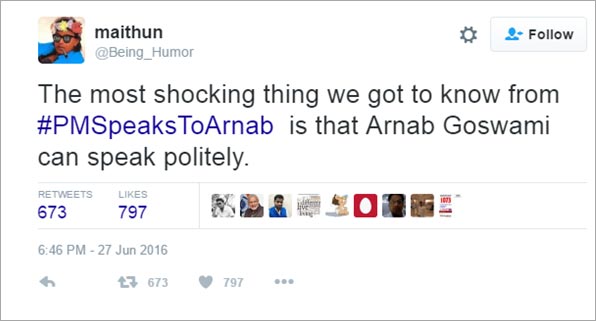 maithun
@Being_Humor
Follow
The most shocking thing we got to know from
#PMSpeaksToArnab is that Arnab Goswami
can speak politely.
RETWEETS LIKES
673 797
6:46 PM - 27 Jun 2016
673 797